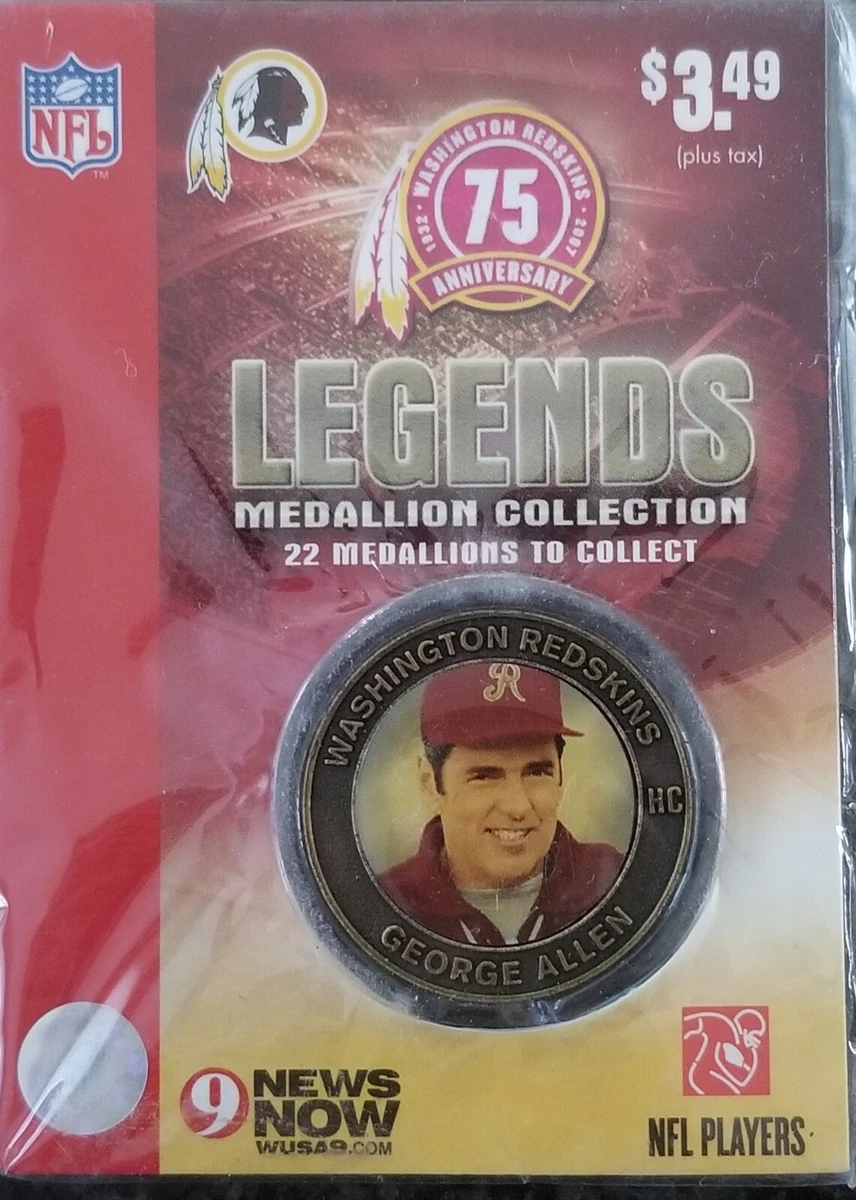 NFL
TM
$3.49
(plus tax)
WASHINGTON REDSKINS
1932 · 2007
75
ANNIVERSARY
LEGENDS
MEDALLION COLLECTION
22 MEDALLIONS TO COLLECT
WASHINGTON REDSKINS
R
HC
GEORGE ALLEN
9 NEWS
NOW
WUSA9.COM
NFL PLAYERS